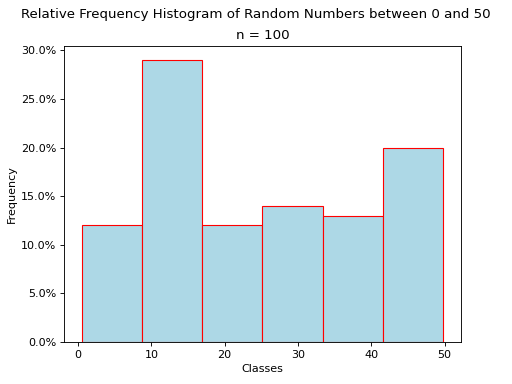 Relative Frequency Histogram of Random Numbers between 0 and 50
n = 100
30.0%
25.0%
20.0%
15.0%
10.0%
5.0%
0.0%
Frequency
0 10 20 30 40 50
Classes